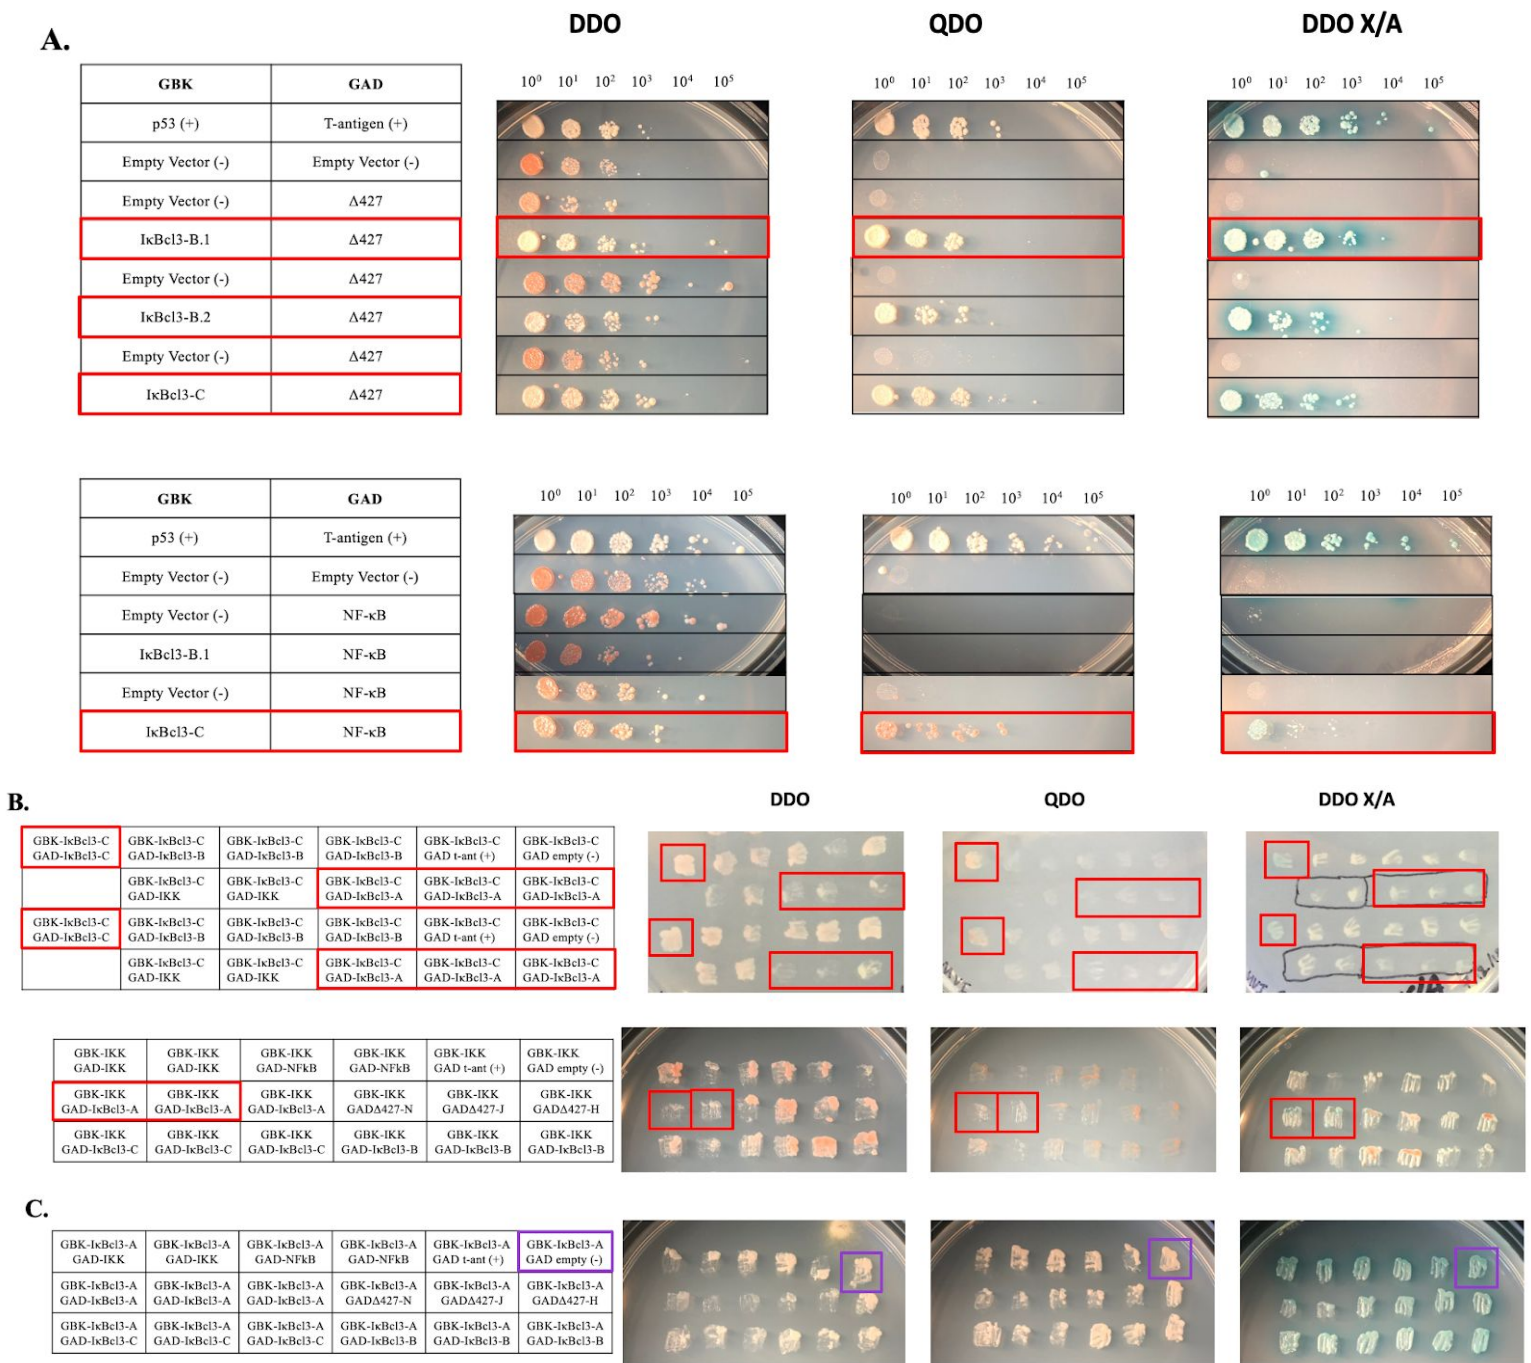 DDO QDO DDO X/A
A.
10⁰ 10¹ 10² 10³ 10⁴ 10⁵ 10⁰ 10¹ 10² 10³ 10⁴ 10⁵ 10⁰ 10¹ 10² 10³ 10⁴ 10⁵
GBK GAD
p53 (+) T-antigen (+)
Empty Vector (-) Empty Vector (-)
Empty Vector (-) Δ427
IκBcl3-B.1 Δ427
Empty Vector (-) Δ427
IκBcl3-B.2 Δ427
Empty Vector (-) Δ427
IκBcl3-C Δ427
10⁰ 10¹ 10² 10³ 10⁴ 10⁵ 10⁰ 10¹ 10² 10³ 10⁴ 10⁵ 10⁰ 10¹ 10² 10³ 10⁴ 10⁵
GBK GAD
p53 (+) T-antigen (+)
Empty Vector (-) Empty Vector (-)
Empty Vector (-) NF-κB
IκBcl3-B.1 NF-κB
Empty Vector (-) NF-κB
IκBcl3-C NF-κB
B.
DDO QDO DDO X/A
GBK-IκBcl3-C GBK-IκBcl3-C GBK-IκBcl3-C GBK-IκBcl3-C GBK-IκBcl3-C GBK-IκBcl3-C
GAD-IκBcl3-C GAD-IκBcl3-B GAD-IκBcl3-B GAD-IκBcl3-B GAD t-ant (+) GAD empty (-)
GBK-IκBcl3-C GBK-IκBcl3-C GBK-IκBcl3-C GBK-IκBcl3-C GBK-IκBcl3-C
GAD-IKK GAD-IKK GAD-IκBcl3-A GAD-IκBcl3-A GAD-IκBcl3-A
GBK-IκBcl3-C GBK-IκBcl3-C GBK-IκBcl3-C GBK-IκBcl3-C GBK-IκBcl3-C GBK-IκBcl3-C
GAD-IκBcl3-C GAD-IκBcl3-B GAD-IκBcl3-B GAD-IκBcl3-B GAD t-ant (+) GAD empty (-)
GBK-IκBcl3-C GBK-IκBcl3-C GBK-IκBcl3-C GBK-IκBcl3-C GBK-IκBcl3-C
GAD-IKK GAD-IKK GAD-IκBcl3-A GAD-IκBcl3-A GAD-IκBcl3-A
GBK-IKK GBK-IKK GBK-IKK GBK-IKK GBK-IKK GBK-IKK
GAD-IKK GAD-IKK GAD-NFkB GAD-NFkB GAD t-ant (+) GAD empty (-)
GBK-IKK GBK-IKK GBK-IKK GBK-IKK GBK-IKK GBK-IKK
GAD-IκBcl3-A GAD-IκBcl3-A GAD-IκBcl3-A GADΔ427-N GADΔ427-J GADΔ427-H
GBK-IKK GBK-IKK GBK-IKK GBK-IKK GBK-IKK GBK-IKK
GAD-IκBcl3-C GAD-IκBcl3-C GAD-IκBcl3-C GAD-IκBcl3-B GAD-IκBcl3-B GAD-IκBcl3-B
C.
GBK-IκBcl3-A GBK-IκBcl3-A GBK-IκBcl3-A GBK-IκBcl3-A GBK-IκBcl3-A GBK-IκBcl3-A
GAD-IKK GAD-IKK GAD-NFkB GAD-NFkB GAD t-ant (+) GAD empty (-)
GBK-IκBcl3-A GBK-IκBcl3-A GBK-IκBcl3-A GBK-IκBcl3-A GBK-IκBcl3-A GBK-IκBcl3-A
GAD-IκBcl3-A GAD-IκBcl3-A GAD-IκBcl3-A GADΔ427-N GADΔ427-J GADΔ427-H
GBK-IκBcl3-A GBK-IκBcl3-A GBK-IκBcl3-A GBK-IκBcl3-A GBK-IκBcl3-A GBK-IκBcl3-A
GAD-IκBcl3-C GAD-IκBcl3-C GAD-IκBcl3-C GAD-IκBcl3-B GAD-IκBcl3-B GAD-IκBcl3-B